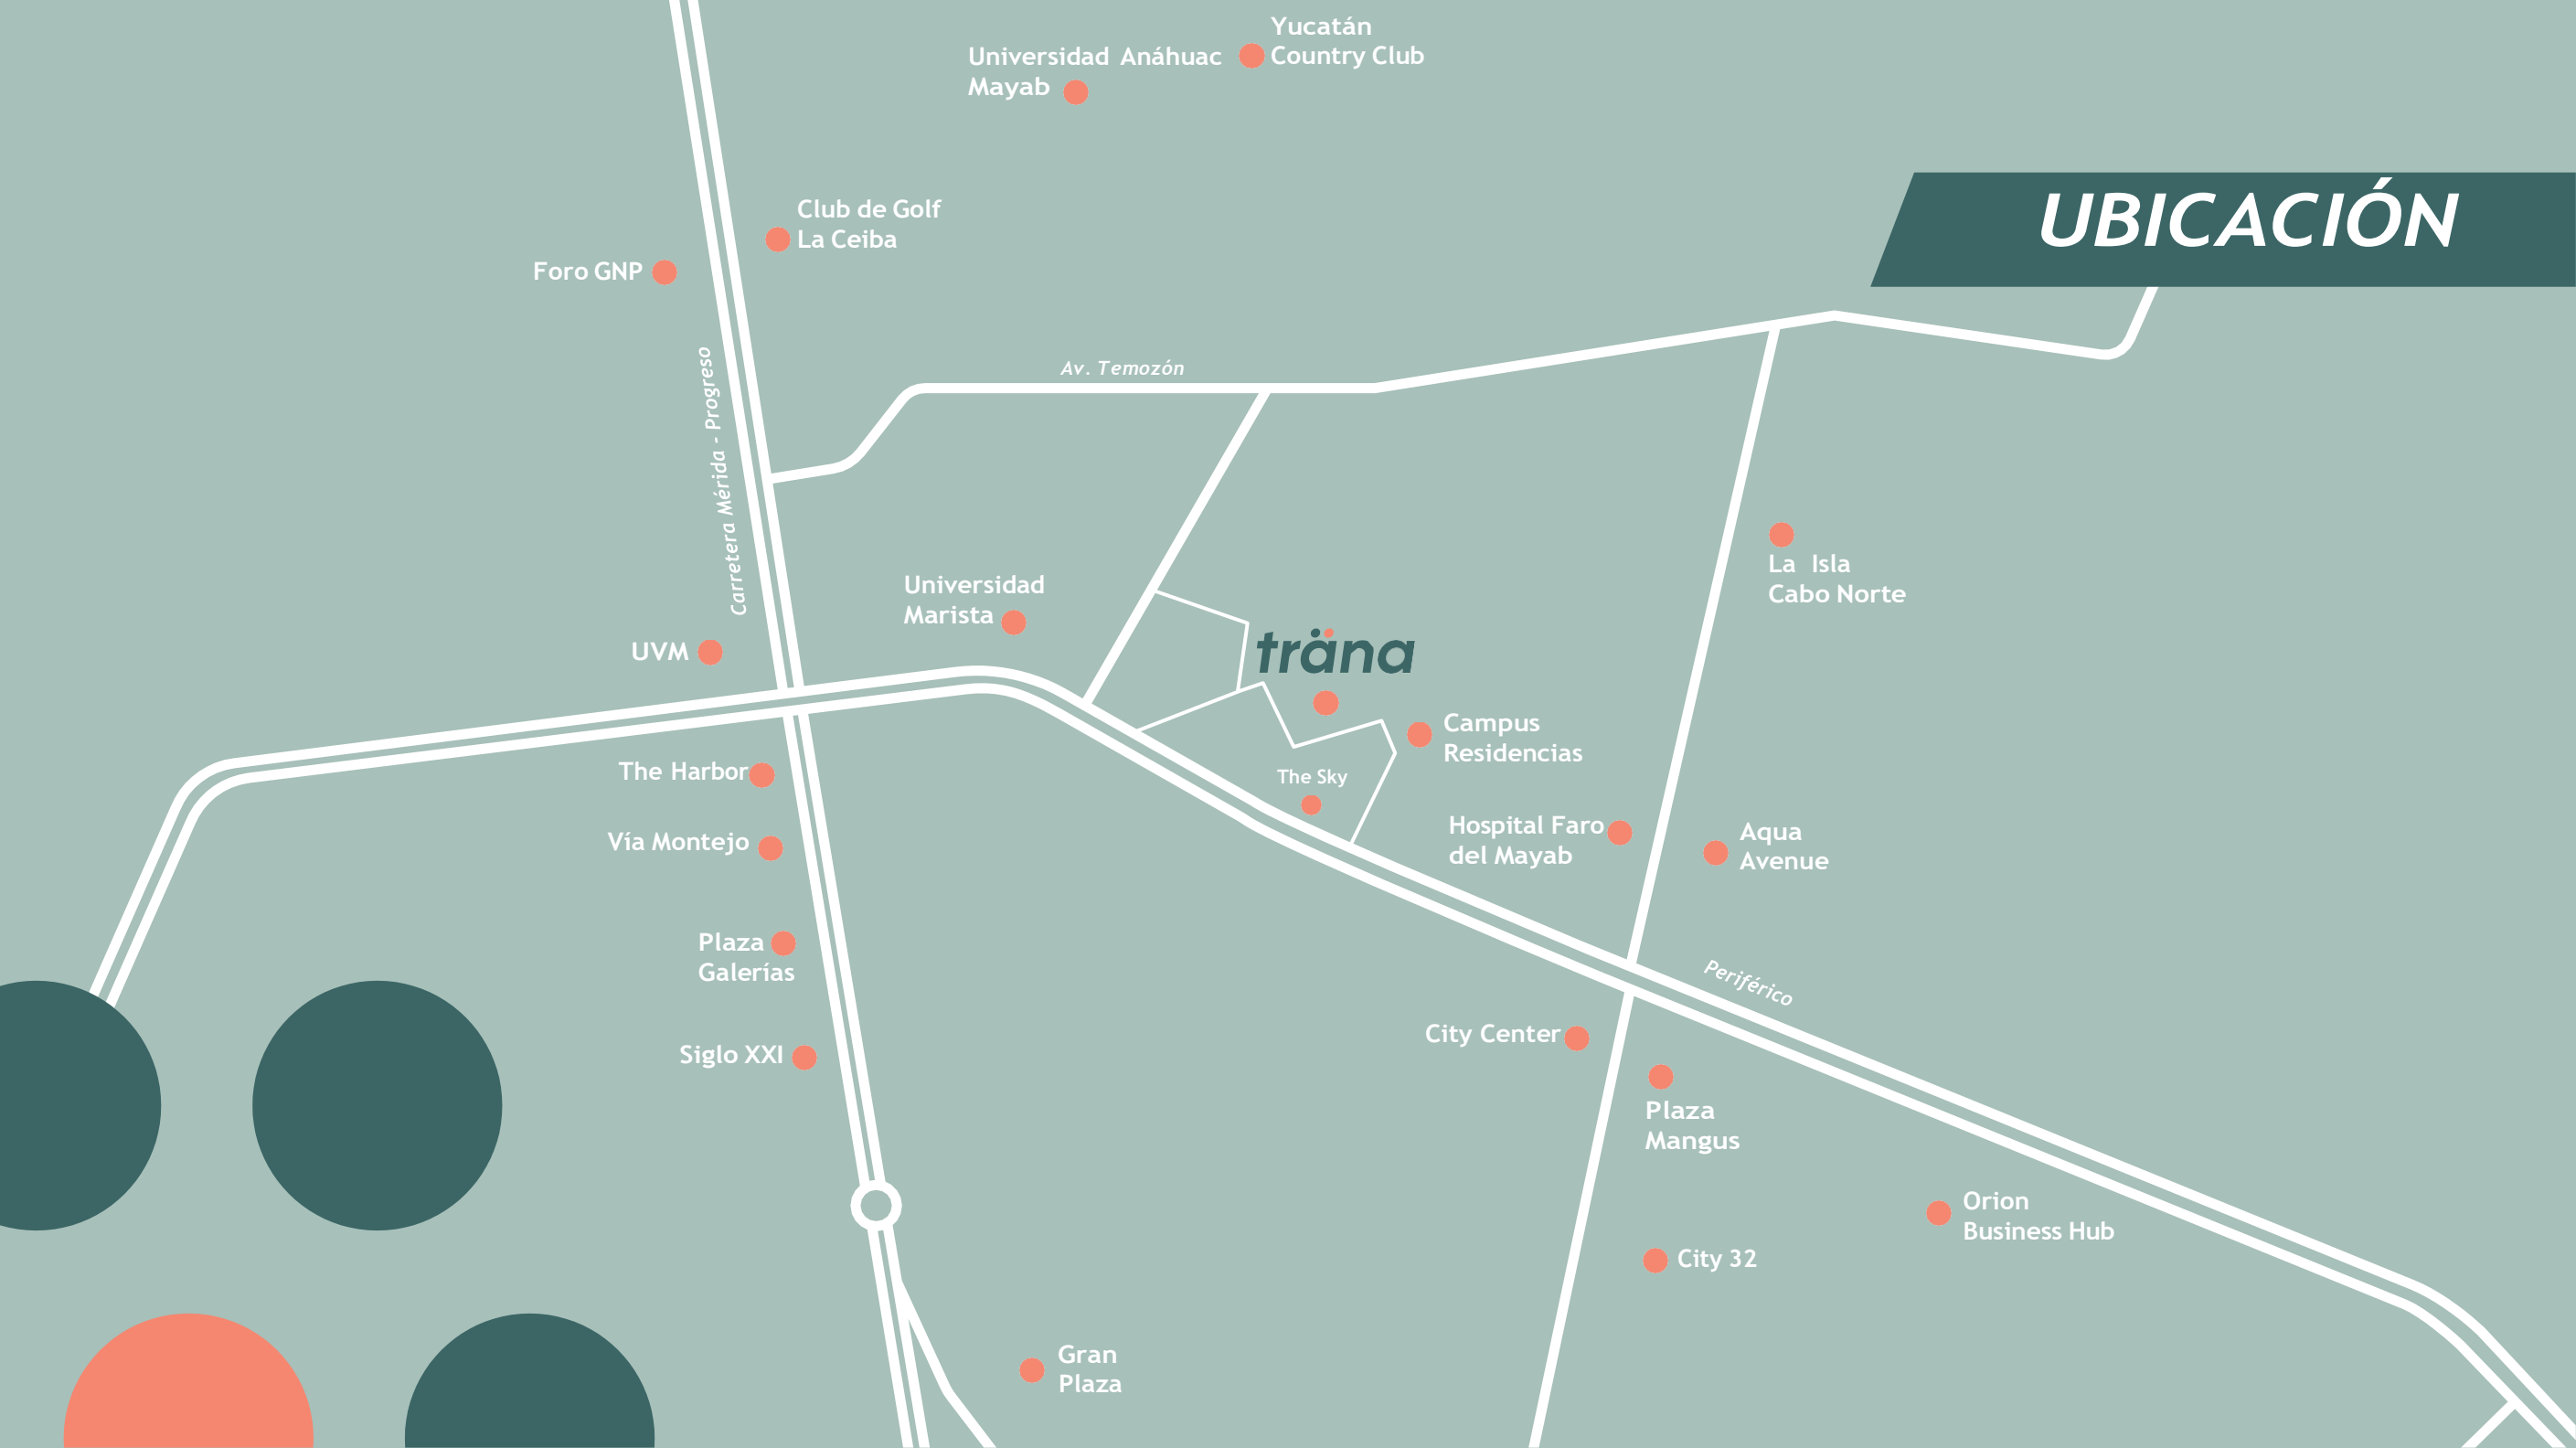 Yucatán
Country Club
Universidad Anáhuac
Mayab
UBICACIÓN
Club de Golf
La Ceiba
Foro GNP
Carretera Mérida - Progreso
Av. Temozón
La Isla
Cabo Norte
Universidad
Marista
UVM
träna
Campus
Residencias
The Sky
The Harbor
Vía Montejo
Hospital Faro
del Mayab
Aqua
Avenue
Plaza
Galerías
Periférico
Siglo XXI
City Center
Plaza
Mangus
Orion
Business Hub
City 32
Gran
Plaza